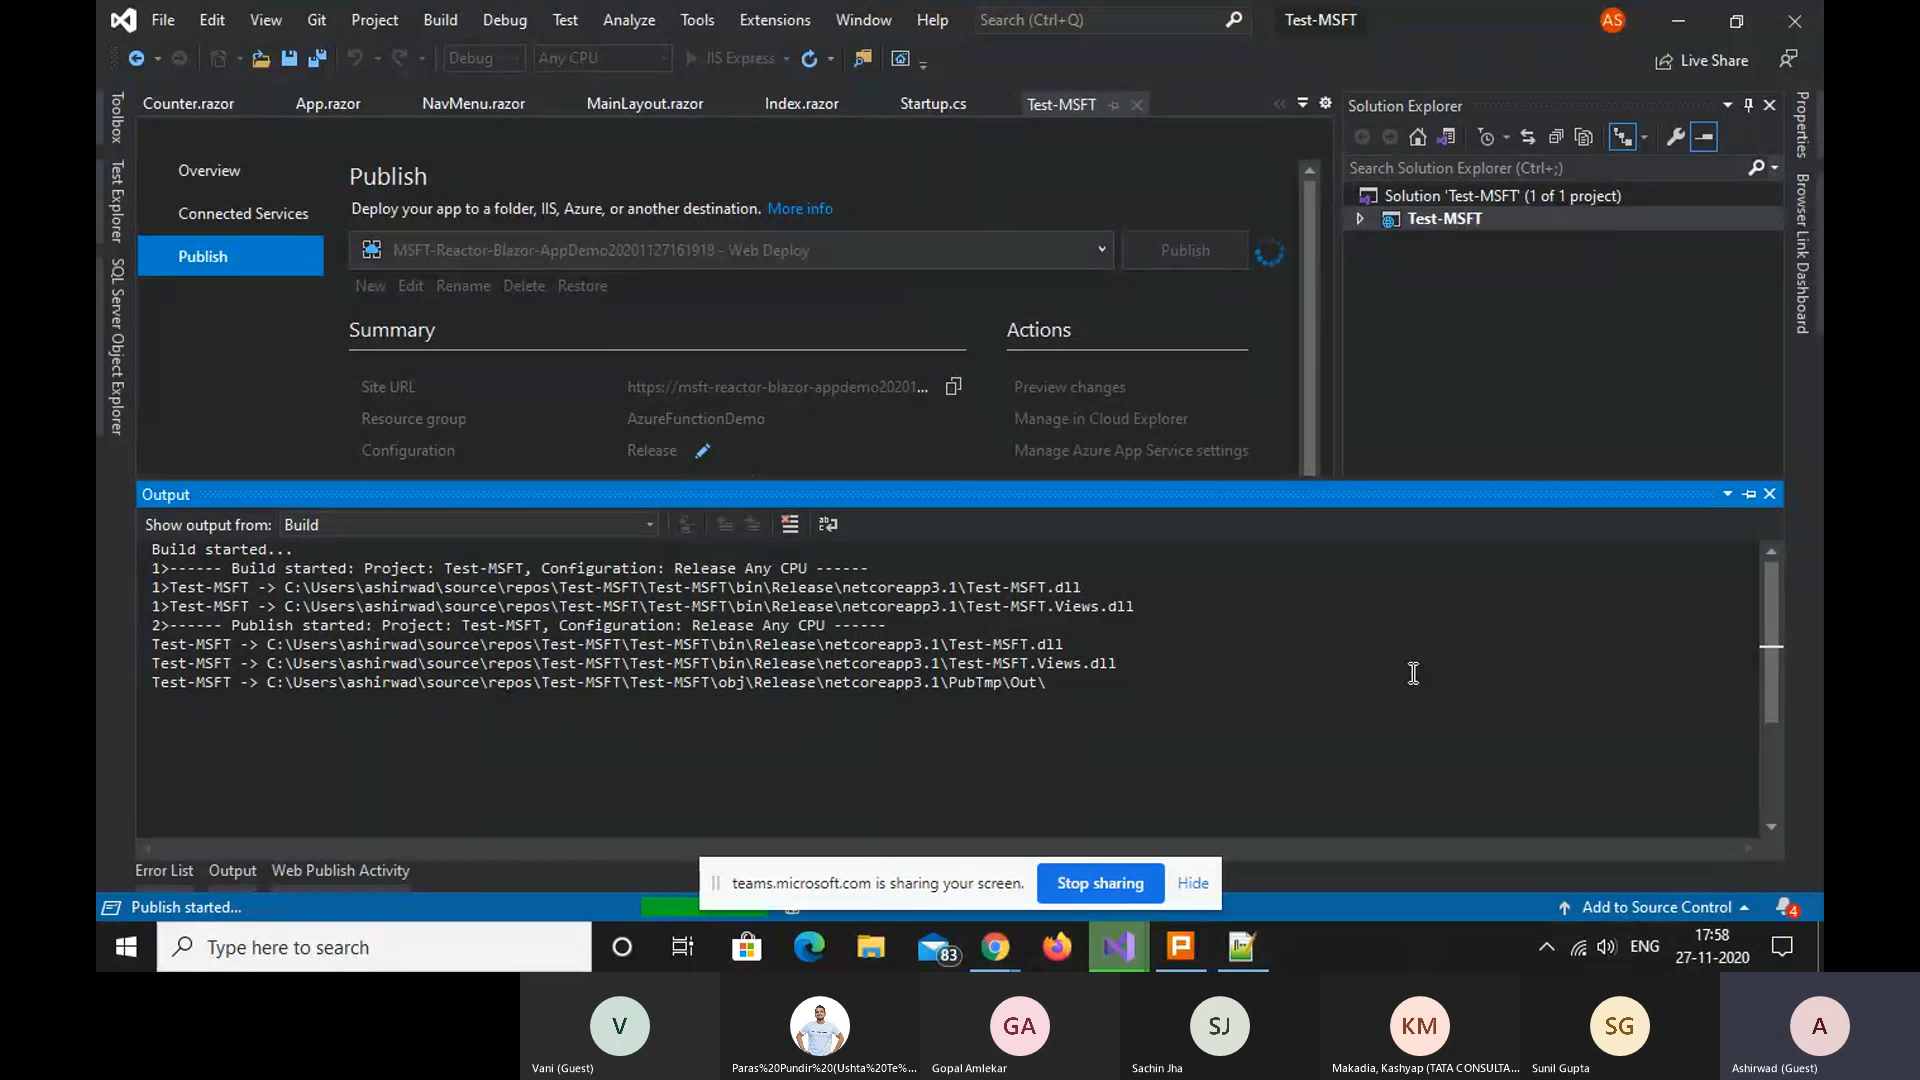 File Edit View Git Project Build Debug Test Analyze Tools Extensions Window Help Search (Ctrl+Q) Test-MSFT AS
Debug Any CPU IIS Express Live Share
Counter.razor App.razor NavMenu.razor MainLayout.razor Index.razor Startup.cs Test-MSFT
Toolbox
Test Explorer
SQL Server Object Explorer
Overview
Connected Services
Publish
Publish
Deploy your app to a folder, IIS, Azure, or another destination. More info
MSFT-Reactor-Blazor-AppDemo20201127161918 - Web Deploy Publish
New Edit Rename Delete Restore
Summary
Site URL https://msft-reactor-blazor-appdemo20201...
Resource group AzureFunctionDemo
Configuration Release
Actions
Preview changes
Manage in Cloud Explorer
Manage Azure App Service settings
Solution Explorer
Search Solution Explorer (Ctrl+;)
Solution 'Test-MSFT' (1 of 1 project)
Test-MSFT
Properties
Browser Link Dashboard
Output
Show output from: Build
Build started...
1>------ Build started: Project: Test-MSFT, Configuration: Release Any CPU ------
1>Test-MSFT -> C:\Users\ashirwad\source\repos\Test-MSFT\Test-MSFT\bin\Release\netcoreapp3.1\Test-MSFT.dll
1>Test-MSFT -> C:\Users\ashirwad\source\repos\Test-MSFT\Test-MSFT\bin\Release\netcoreapp3.1\Test-MSFT.Views.dll
2>------ Publish started: Project: Test-MSFT, Configuration: Release Any CPU ------
Test-MSFT -> C:\Users\ashirwad\source\repos\Test-MSFT\Test-MSFT\bin\Release\netcoreapp3.1\Test-MSFT.dll
Test-MSFT -> C:\Users\ashirwad\source\repos\Test-MSFT\Test-MSFT\bin\Release\netcoreapp3.1\Test-MSFT.Views.dll
Test-MSFT -> C:\Users\ashirwad\source\repos\Test-MSFT\Test-MSFT\obj\Release\netcoreapp3.1\PubTmp\Out\
Error List Output Web Publish Activity
teams.microsoft.com is sharing your screen. Stop sharing Hide
Publish started... Add to Source Control 4
Type here to search 83 ENG 17:58
27-11-2020
V GA SJ KM SG A
Vani (Guest) Paras%20Pundir%20(Ushta%20Te%... Gopal Amlekar Sachin Jha Makadia, Kashyap (TATA CONSULTA... Sunil Gupta Ashirwad (Guest)